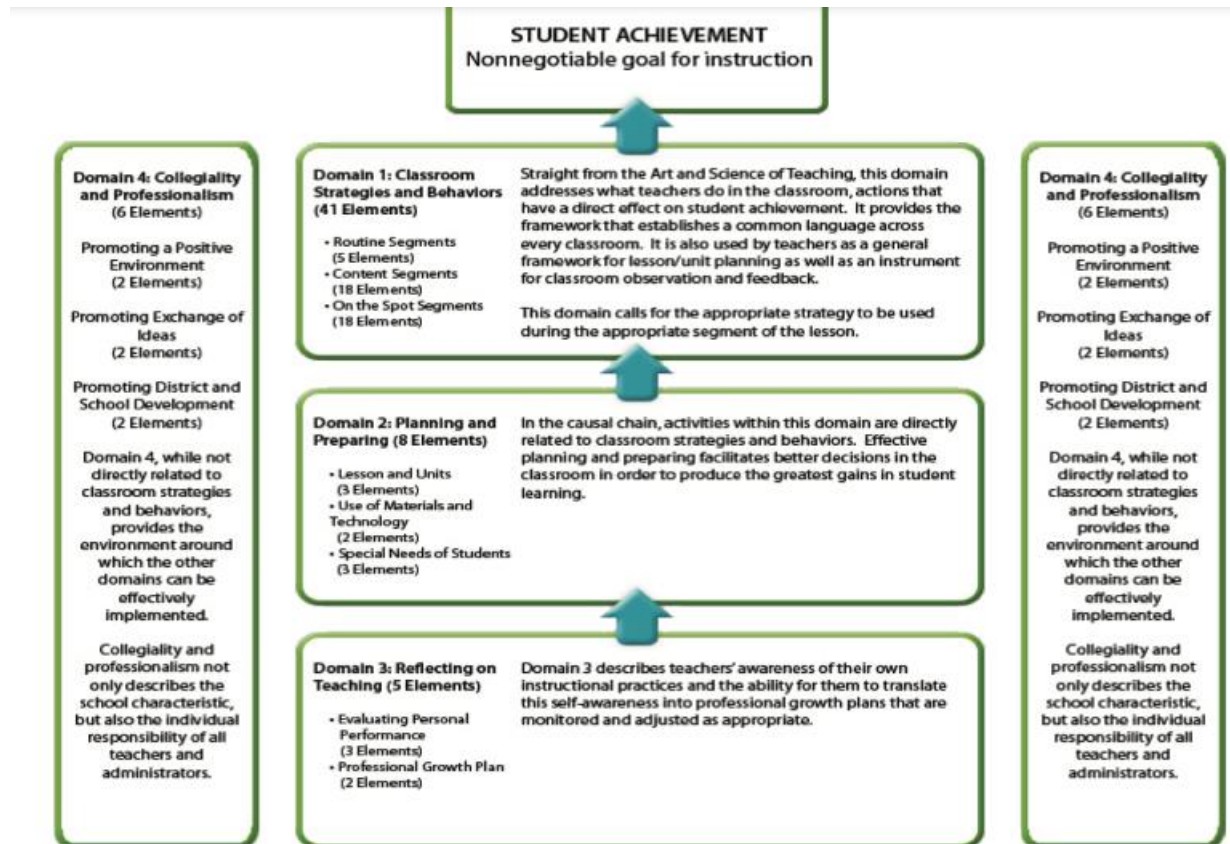 STUDENT ACHIEVEMENT
Nonnegotiable goal for instruction
Domain 4: Collegiality
and Professionalism
(6 Elements)
Promoting a Positive
Environment
(2 Elements)
Promoting Exchange of
Ideas
(2 Elements)
Promoting District and
School Development
(2 Elements)
Domain 4, while not
directly related to
classroom strategies
and behaviors,
provides the
environment around
which the other
domains can be
effectively
implemented.
Collegiality and
professionalism not
only describes the
school characteristic,
but also the individual
responsibility of all
teachers and
administrators.
Domain 1: Classroom
Strategies and Behaviors
(41 Elements)
• Routine Segments
(5 Elements)
• Content Segments
(18 Elements)
• On the Spot Segments
(18 Elements)
Straight from the Art and Science of Teaching, this domain
addresses what teachers do in the classroom, actions that
have a direct effect on student achievement. It provides the
framework that establishes a common language across
every classroom. It is also used by teachers as a general
framework for lesson/unit planning as well as an instrument
for classroom observation and feedback.
This domain calls for the appropriate strategy to be used
during the appropriate segment of the lesson.
Domain 2: Planning and
Preparing (8 Elements)
• Lesson and Units
(3 Elements)
• Use of Materials and
Technology
(2 Elements)
• Special Needs of Students
(3 Elements)
In the causal chain, activities within this domain are directly
related to classroom strategies and behaviors. Effective
planning and preparing facilitates better decisions in the
classroom in order to produce the greatest gains in student
learning.
Domain 3: Reflecting on
Teaching (5 Elements)
• Evaluating Personal
Performance
(3 Elements)
• Professional Growth Plan
(2 Elements)
Domain 3 describes teachers' awareness of their own
instructional practices and the ability for them to translate
this self-awareness into professional growth plans that are
monitored and adjusted as appropriate.
Domain 4: Collegiality
and Professionalism
(6 Elements)
Promoting a Positive
Environment
(2 Elements)
Promoting Exchange of
Ideas
(2 Elements)
Promoting District and
School Development
(2 Elements)
Domain 4, while not
directly related to
classroom strategies
and behaviors,
provides the
environment around
which the other
domains can be
effectively
implemented.
Collegiality and
professionalism not
only describes the
school characteristic,
but also the individual
responsibility of all
teachers and
administrators.